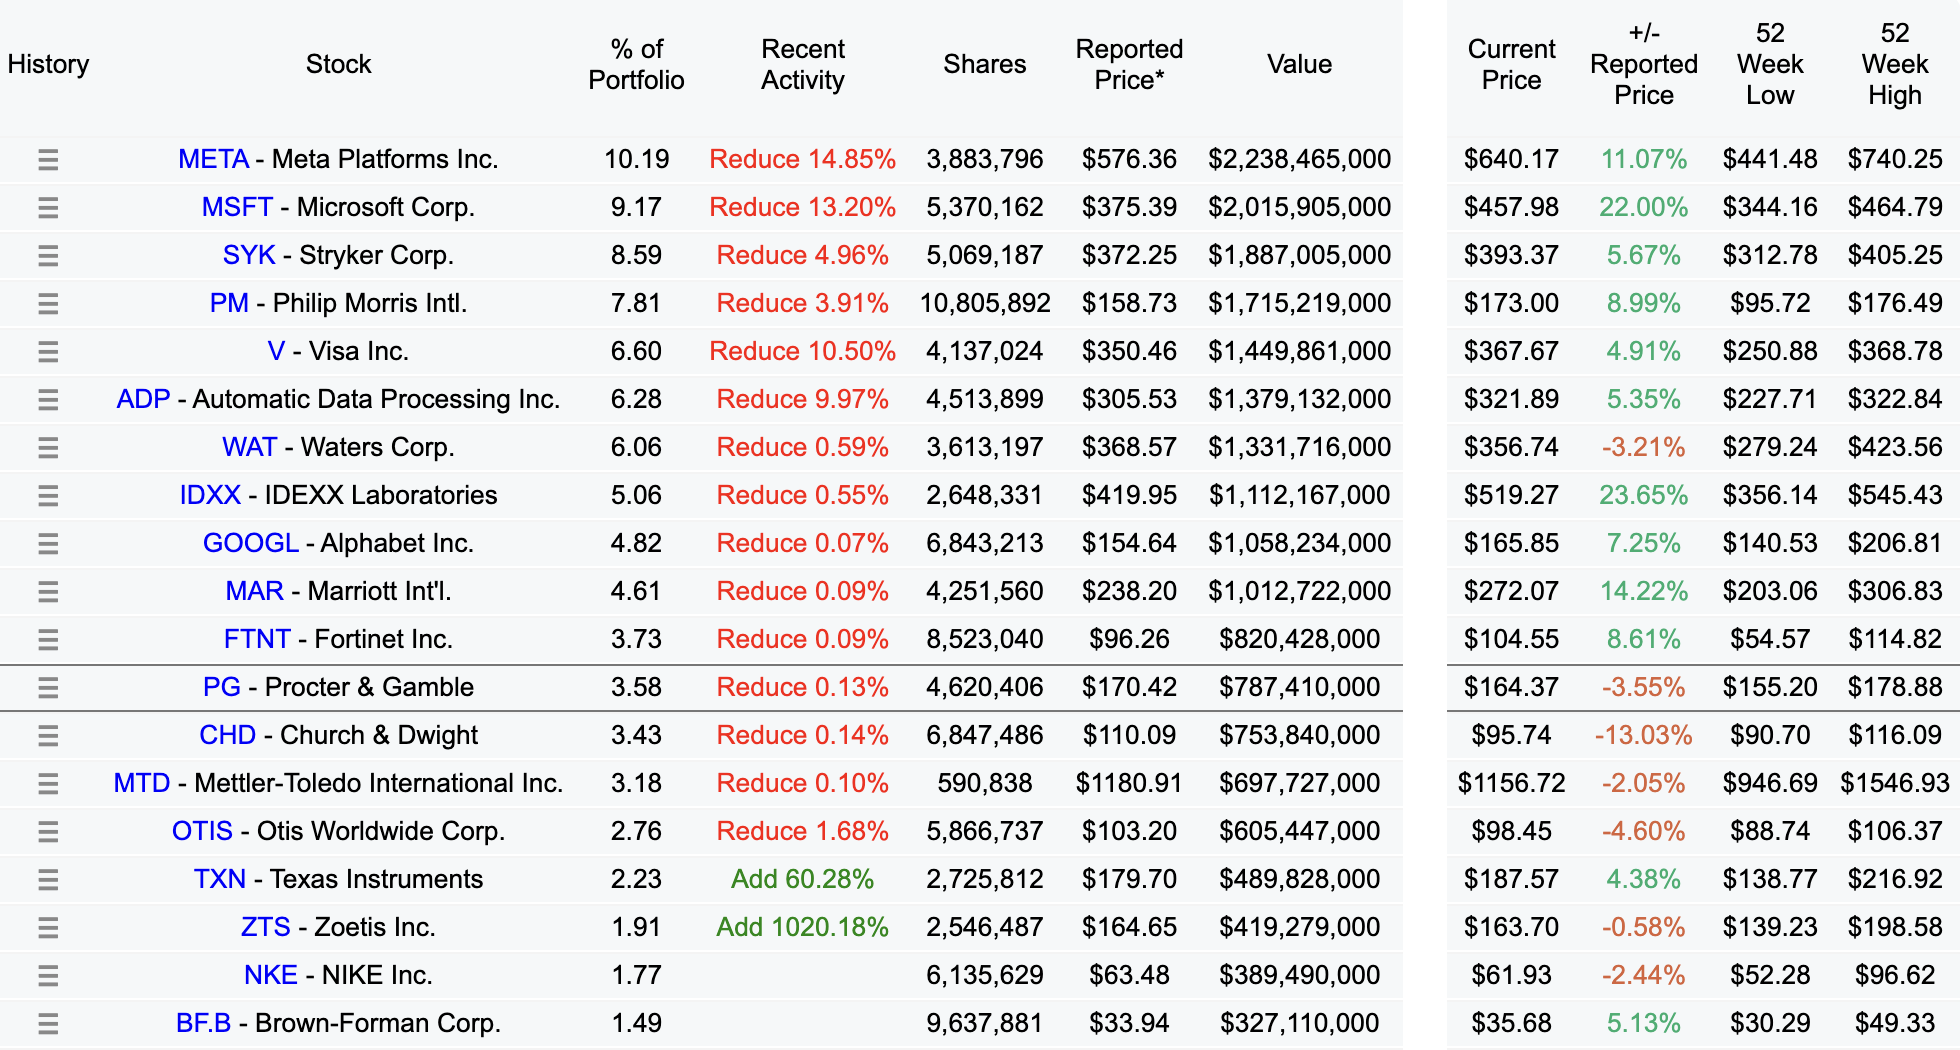 History Stock % of Portfolio Recent Activity Shares Reported Price* Value Current Price +/- Reported Price 52 Week Low 52 Week High
META - Meta Platforms Inc. 10.19 Reduce 14.85% 3,883,796 $576.36 $2,238,465,000 $640.17 11.07% $441.48 $740.25
MSFT - Microsoft Corp. 9.17 Reduce 13.20% 5,370,162 $375.39 $2,015,905,000 $457.98 22.00% $344.16 $464.79
SYK - Stryker Corp. 8.59 Reduce 4.96% 5,069,187 $372.25 $1,887,005,000 $393.37 5.67% $312.78 $405.25
PM - Philip Morris Intl. 7.81 Reduce 3.91% 10,805,892 $158.73 $1,715,219,000 $173.00 8.99% $95.72 $176.49
V - Visa Inc. 6.60 Reduce 10.50% 4,137,024 $350.46 $1,449,861,000 $367.67 4.91% $250.88 $368.78
ADP - Automatic Data Processing Inc. 6.28 Reduce 9.97% 4,513,899 $305.53 $1,379,132,000 $321.89 5.35% $227.71 $322.84
WAT - Waters Corp. 6.06 Reduce 0.59% 3,613,197 $368.57 $1,331,716,000 $356.74 -3.21% $279.24 $423.56
IDXX - IDEXX Laboratories 5.06 Reduce 0.55% 2,648,331 $419.95 $1,112,167,000 $519.27 23.65% $356.14 $545.43
GOOGL - Alphabet Inc. 4.82 Reduce 0.07% 6,843,213 $154.64 $1,058,234,000 $165.85 7.25% $140.53 $206.81
MAR - Marriott Int'l. 4.61 Reduce 0.09% 4,251,560 $238.20 $1,012,722,000 $272.07 14.22% $203.06 $306.83
FTNT - Fortinet Inc. 3.73 Reduce 0.09% 8,523,040 $96.26 $820,428,000 $104.55 8.61% $54.57 $114.82
PG - Procter & Gamble 3.58 Reduce 0.13% 4,620,406 $170.42 $787,410,000 $164.37 -3.55% $155.20 $178.88
CHD - Church & Dwight 3.43 Reduce 0.14% 6,847,486 $110.09 $753,840,000 $95.74 -13.03% $90.70 $116.09
MTD - Mettler-Toledo International Inc. 3.18 Reduce 0.10% 590,838 $1180.91 $697,727,000 $1156.72 -2.05% $946.69 $1546.93
OTIS - Otis Worldwide Corp. 2.76 Reduce 1.68% 5,866,737 $103.20 $605,447,000 $98.45 -4.60% $88.74 $106.37
TXN - Texas Instruments 2.23 Add 60.28% 2,725,812 $179.70 $489,828,000 $187.57 4.38% $138.77 $216.92
ZTS - Zoetis Inc. 1.91 Add 1020.18% 2,546,487 $164.65 $419,279,000 $163.70 -0.58% $139.23 $198.58
NKE - NIKE Inc. 1.77 6,135,629 $63.48 $389,490,000 $61.93 -2.44% $52.28 $96.62
BF.B - Brown-Forman Corp. 1.49 9,637,881 $33.94 $327,110,000 $35.68 5.13% $30.29 $49.33